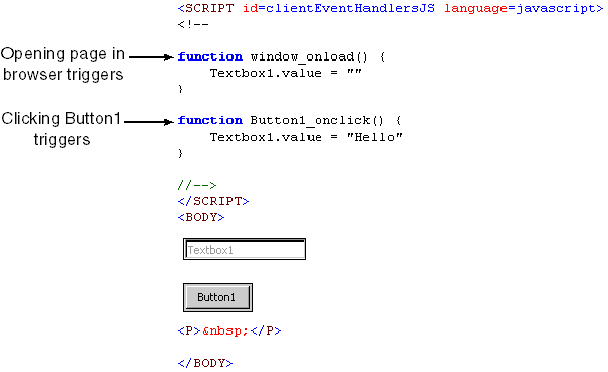 <SCRIPT id=clientEventHandlersJS language=javascript>
<!--
Opening page in
browser triggers
function window_onload() {
    Textbox1.value = ""
}
Clicking Button1
triggers
function Button1_onclick() {
    Textbox1.value = "Hello"
}
//-->
</SCRIPT>
<BODY>
Textbox1
Button1
<P>&nbsp;</P>
</BODY>